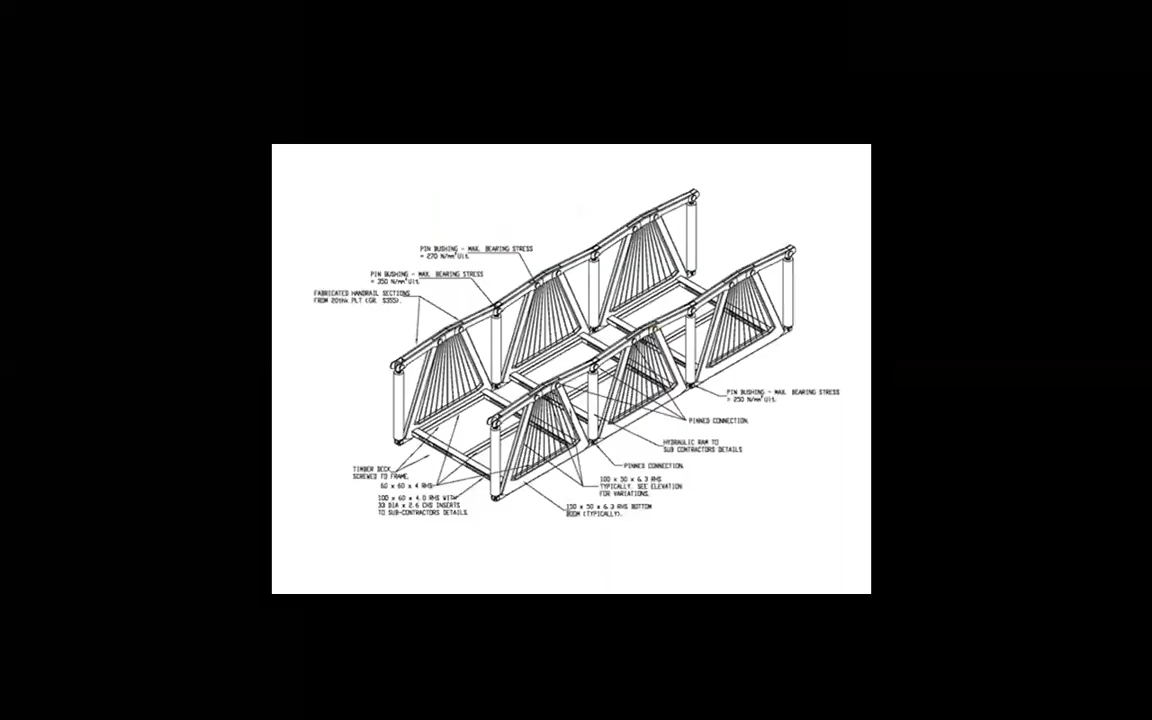 PIN BUSHING - MAX. BEARING STRESS
= 270 N/mm² Ult.
PIN BUSHING - MAX. BEARING STRESS
= 350 N/mm² Ult.
FABRICATED HANDRAIL SECTIONS
FROM 20thk PLT (GR. S355).
PIN BUSHING - MAX. BEARING STRESS
= 250 N/mm² Ult.
PINNED CONNECTION.
HYDRAULIC RAM TO
SUB CONTRACTORS DETAILS
PINNED CONNECTION.
TIMBER DECK
SCREWED TO FRAME.
60 x 60 x 4 RHS
100 x 60 x 4.0 RHS WITH
33 DIA x 2.6 CHS INSERTS
TO SUB-CONTRACTORS DETAILS.
100 x 50 x 6.3 RHS
TYPICALLY. SEE ELEVATION
FOR VARIATIONS.
150 x 50 x 6.3 RHS BOTTOM
BOOM (TYPICALLY).